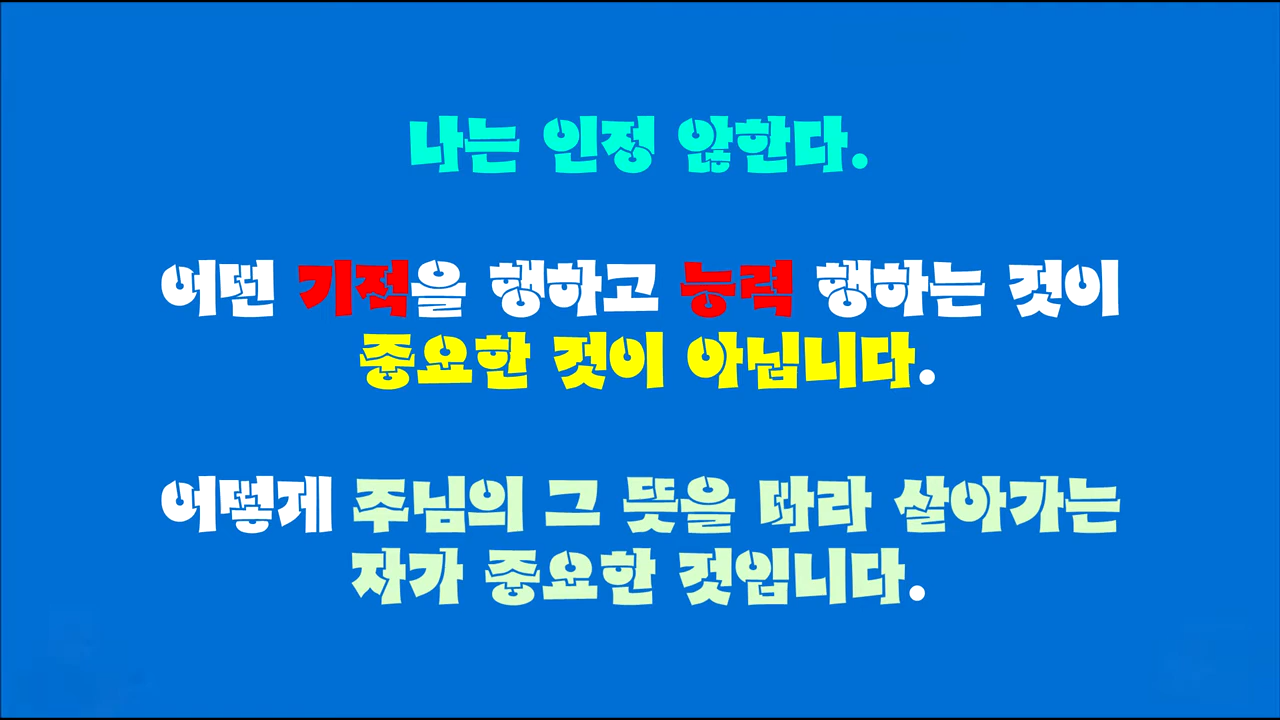 나는 인정 않한다.
어떤 기적을 행하고 능력 행하는 것이
중요한 것이 아닙니다.
어떻게 주님의 그 뜻을 따라 살아가는
자가 중요한 것입니다.